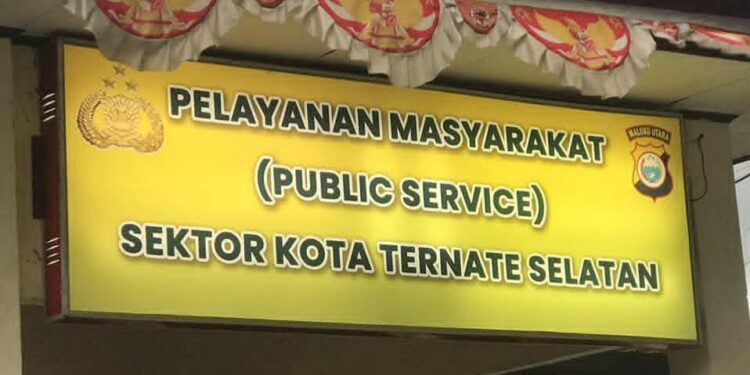 PELAYANAN MASYARAKAT
MALUKU UTARA
(PUBLIC SERVICE)
SEKTOR KOTA TERNATE SELATAN